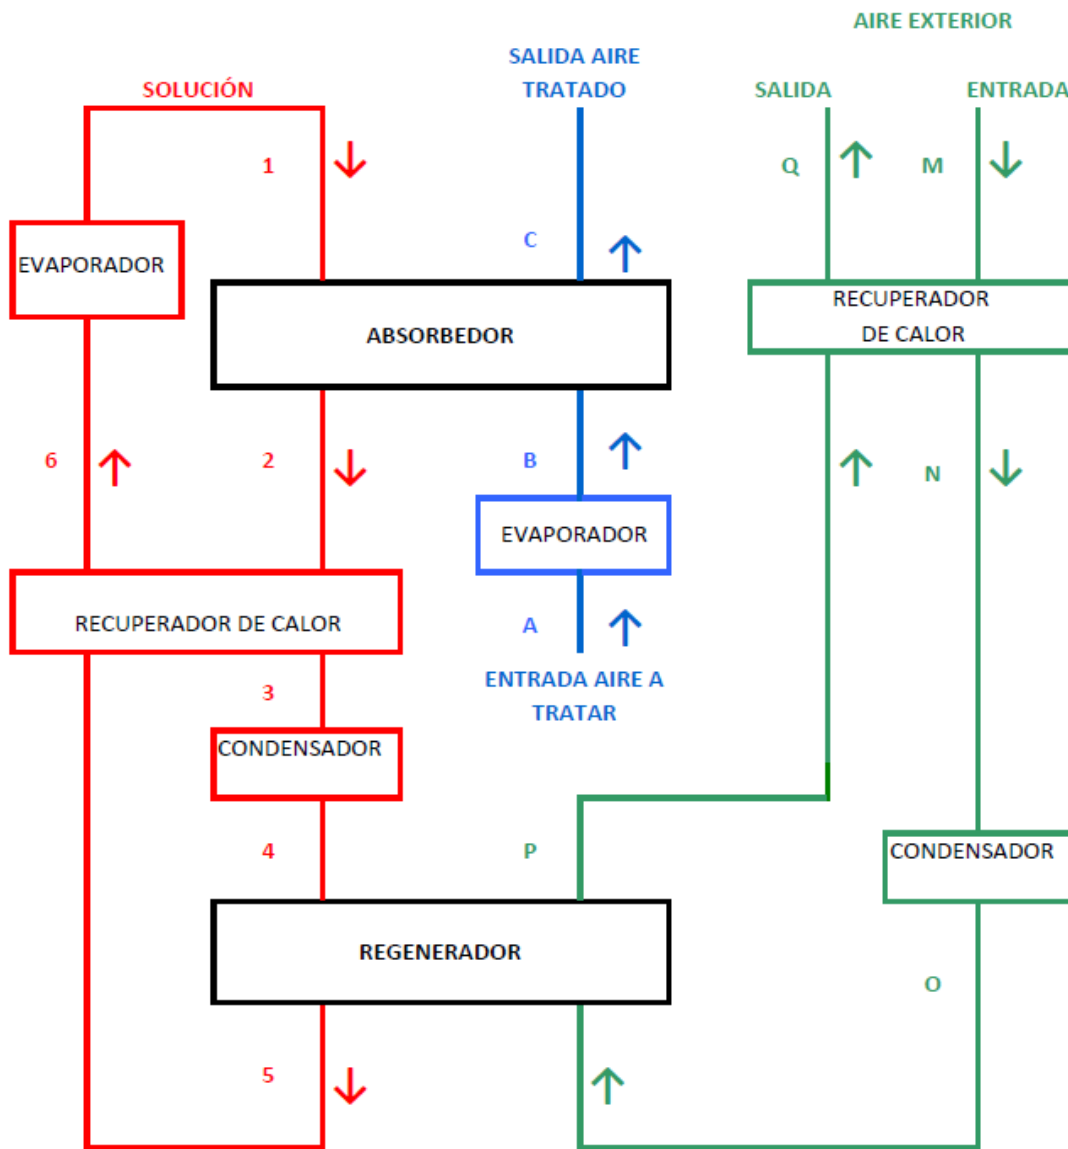 AIRE EXTERIOR
SALIDA AIRE
TRATADO
SOLUCIÓN
SALIDA
ENTRADA
1
Q
M
C
EVAPORADOR
RECUPERADOR
DE CALOR
ABSORBEDOR
6
2
B
N
EVAPORADOR
RECUPERADOR DE CALOR
A
ENTRADA AIRE A
TRATAR
3
CONDENSADOR
4
P
CONDENSADOR
REGENERADOR
O
5